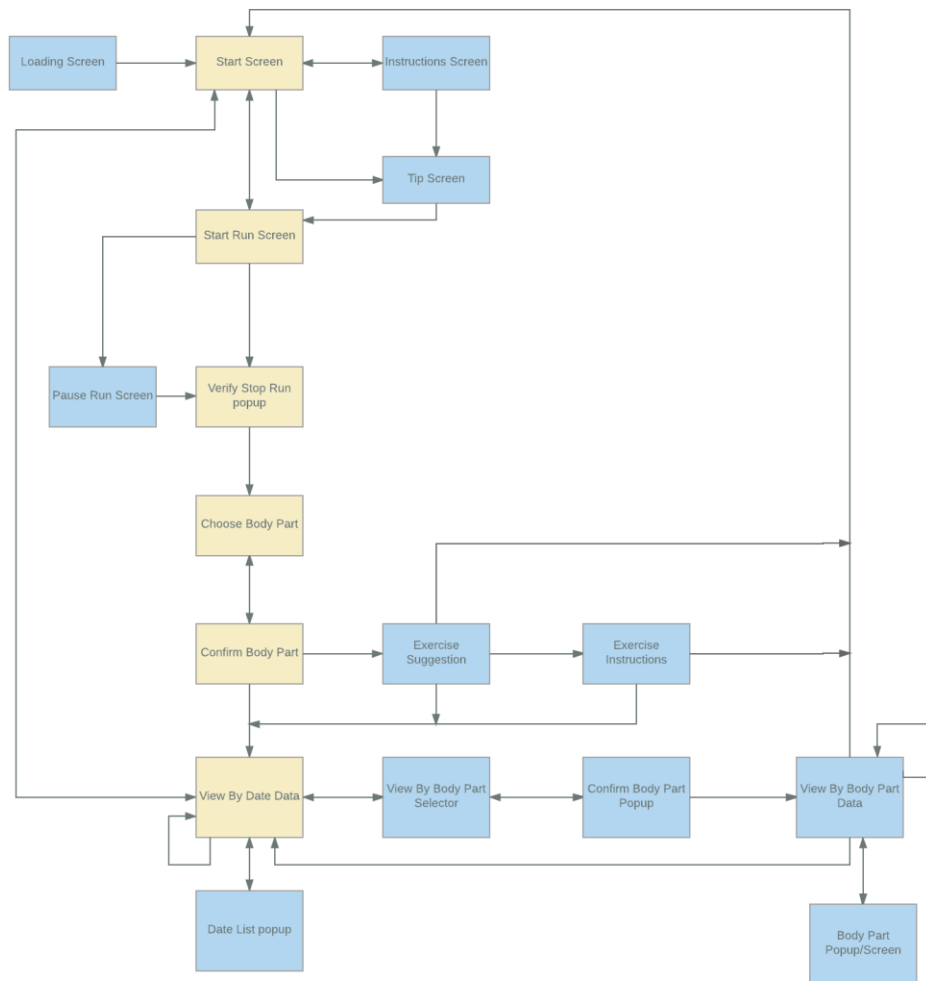 Loading Screen
Start Screen
Instructions Screen
Tip Screen
Start Run Screen
Pause Run Screen
Verify Stop Run
popup
Choose Body Part
Confirm Body Part
Exercise
Suggestion
Exercise
Instructions
View By Date Data
View By Body Part
Selector
Confirm Body Part
Popup
View By Body Part
Data
Date List popup
Body Part
Popup/Screen